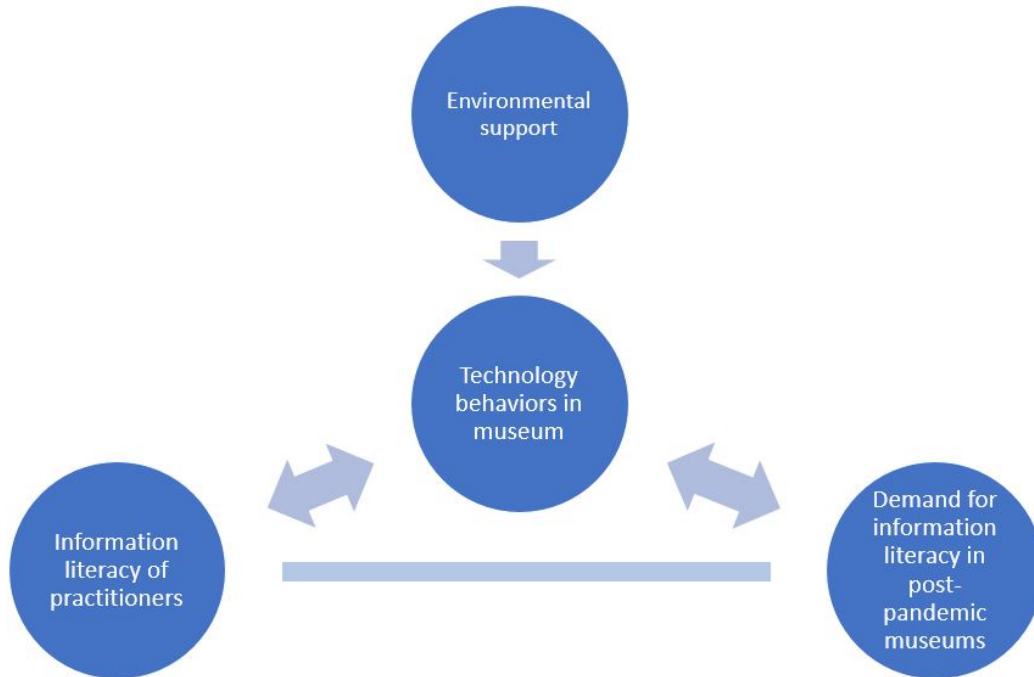 Environmental
support
Technology
behaviors in
museum
Information
literacy of
practitioners
Demand for
information
literacy in
post-
pandemic
museums